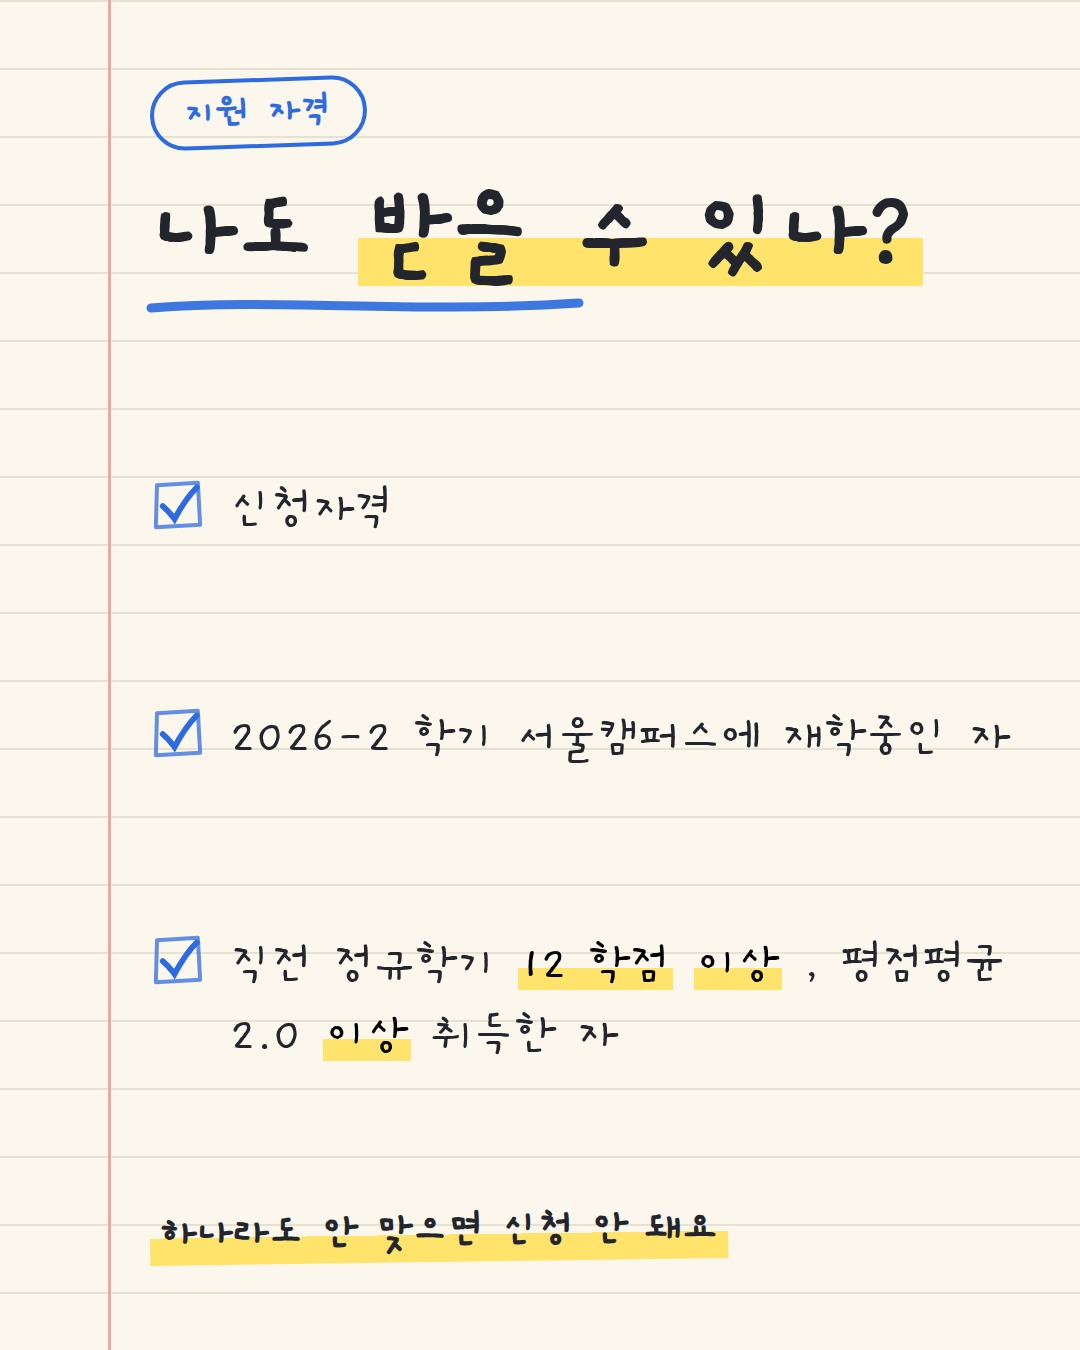 지원 자격
나도 받을 수 있나?
신청자격
2026-2 학기 서울캠퍼스에 재학중인 자
직전 정규학기 12 학점 이상 , 평점평균
2.0 이상 취득한 자
하나라도 안 맞으면 신청 안 돼요